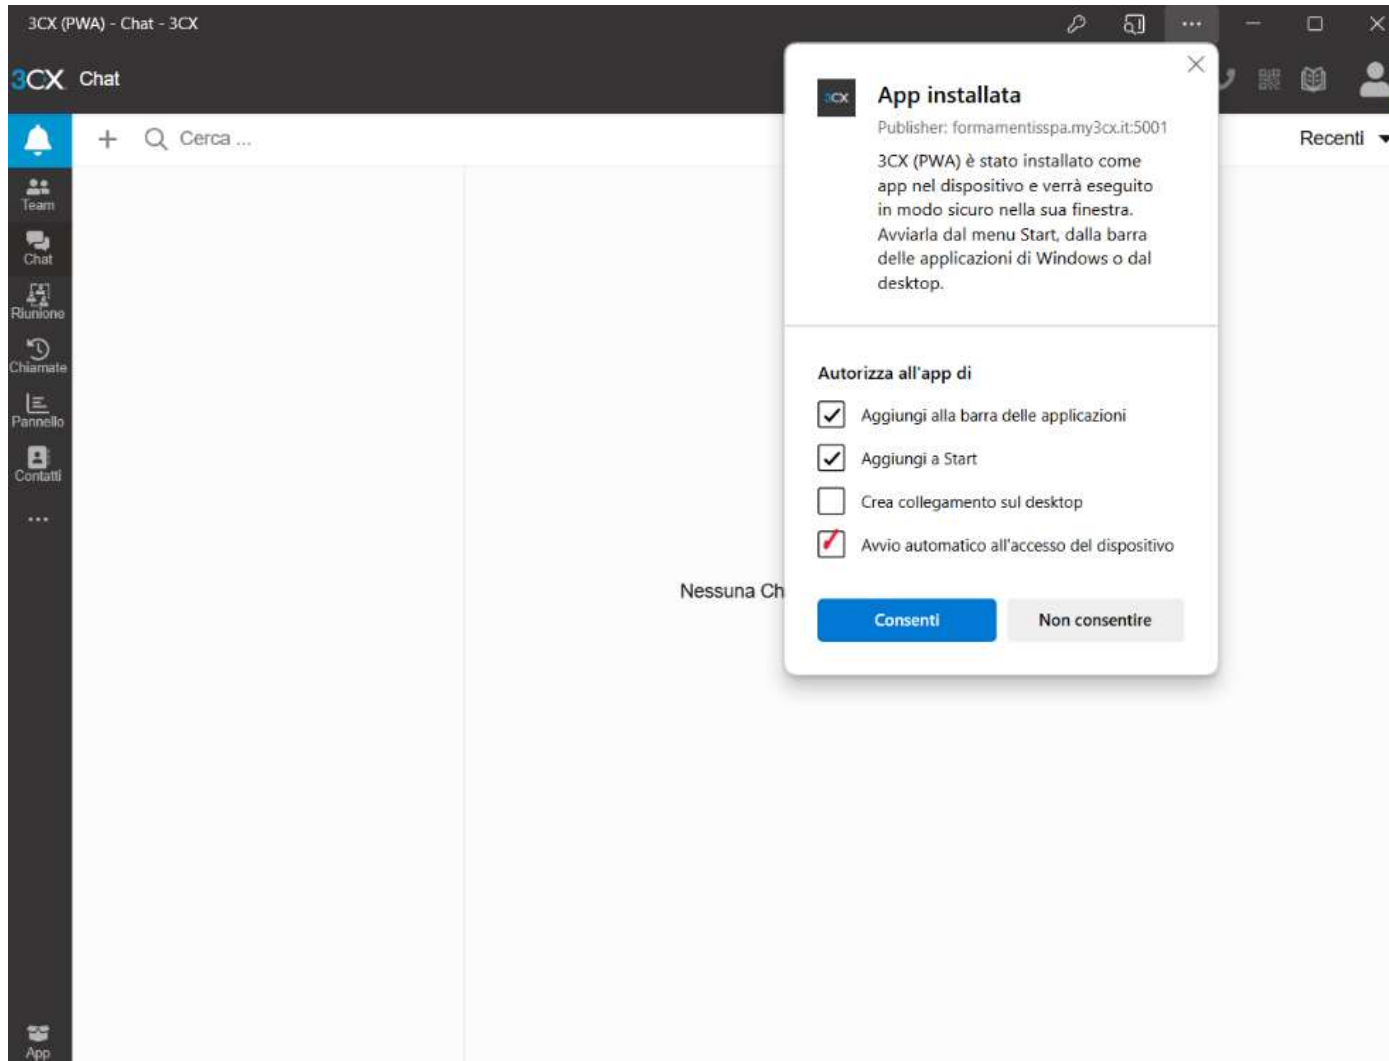 3CX (PWA) - Chat - 3CX
3CX Chat
Cerca ...
Recenti
Team
Chat
Riunione
Chiamate
Pannello
Contatti
App
Nessuna Ch
3CX
App installata
Publisher: formamentisspa.my3cx.it:5001
3CX (PWA) è stato installato come
app nel dispositivo e verrà eseguito
in modo sicuro nella sua finestra.
Avviarla dal menu Start, dalla barra
delle applicazioni di Windows o dal
desktop.
Autorizza all'app di
Aggiungi alla barra delle applicazioni
Aggiungi a Start
Crea collegamento sul desktop
Avvio automatico all'accesso del dispositivo
Consenti
Non consentire